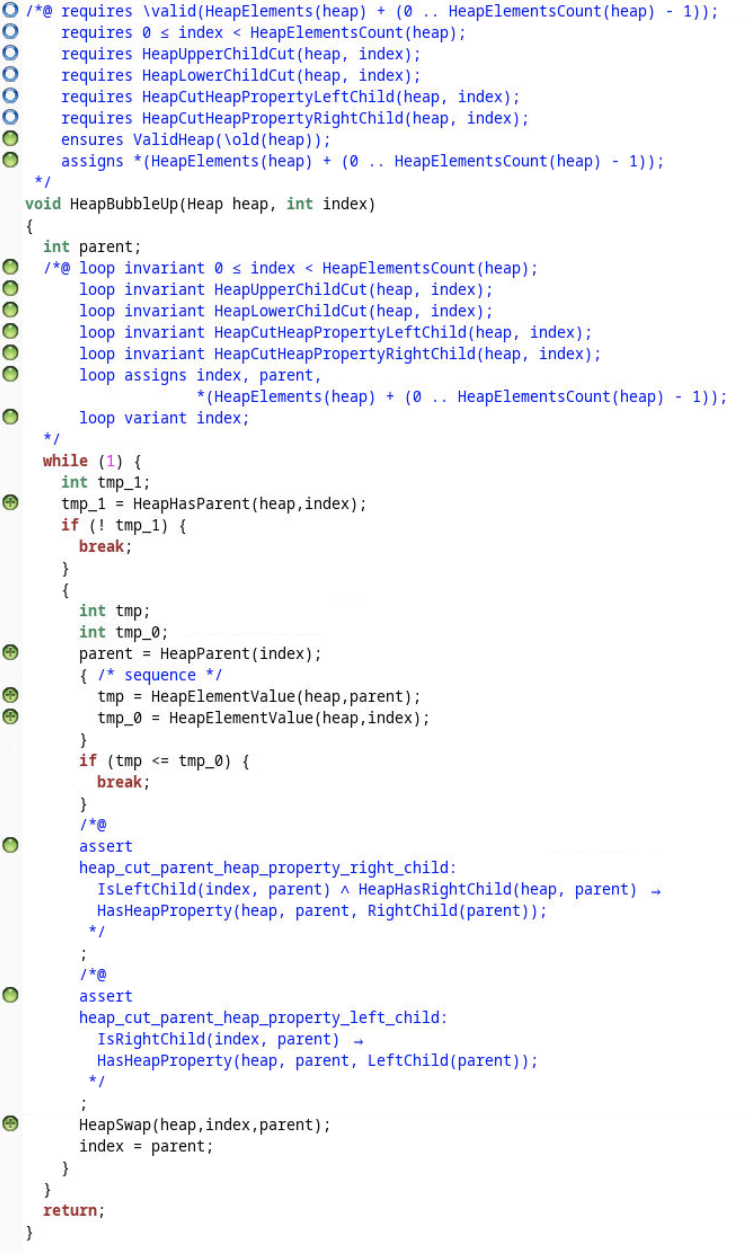 /*@ requires \valid(HeapElements(heap) + (0 .. HeapElementsCount(heap) - 1));
    requires 0 ≤ index < HeapElementsCount(heap);
    requires HeapUpperChildCut(heap, index);
    requires HeapLowerChildCut(heap, index);
    requires HeapCutHeapPropertyLeftChild(heap, index);
    requires HeapCutHeapPropertyRightChild(heap, index);
    ensures ValidHeap(\old(heap));
    assigns *(HeapElements(heap) + (0 .. HeapElementsCount(heap) - 1));
 */
void HeapBubbleUp(Heap heap, int index)
{
  int parent;
  /*@ loop invariant 0 ≤ index < HeapElementsCount(heap);
      loop invariant HeapUpperChildCut(heap, index);
      loop invariant HeapLowerChildCut(heap, index);
      loop invariant HeapCutHeapPropertyLeftChild(heap, index);
      loop invariant HeapCutHeapPropertyRightChild(heap, index);
      loop assigns index, parent,
                   *(HeapElements(heap) + (0 .. HeapElementsCount(heap) - 1));
      loop variant index;
  */
  while (1) {
    int tmp_1;
    tmp_1 = HeapHasParent(heap,index);
    if (! tmp_1) {
      break;
    }
    {
      int tmp;
      int tmp_0;
      parent = HeapParent(index);
      { /* sequence */
        tmp = HeapElementValue(heap,parent);
        tmp_0 = HeapElementValue(heap,index);
      }
      if (tmp <= tmp_0) {
        break;
      }
      /*@
      assert
      heap_cut_parent_heap_property_right_child:
        IsLeftChild(index, parent) ∧ HeapHasRightChild(heap, parent) →
        HasHeapProperty(heap, parent, RightChild(parent));
       */
      ;
      /*@
      assert
      heap_cut_parent_heap_property_left_child:
        IsRightChild(index, parent) →
        HasHeapProperty(heap, parent, LeftChild(parent));
       */
      ;
      HeapSwap(heap,index,parent);
      index = parent;
    }
  }
  return;
}